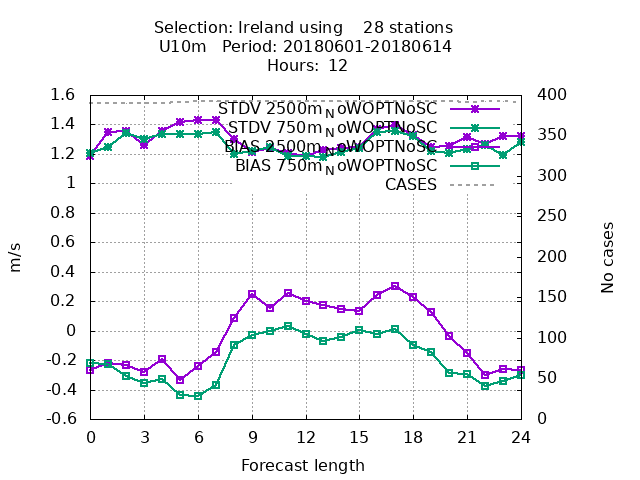 Selection: Ireland using    28 stations
U10m   Period: 20180601-20180614
Hours: 12
1.6
1.4
1.2
1
0.8
0.6
0.4
0.2
0
-0.2
-0.4
-0.6
m/s
STDV 2500m_NoWOPTNoSC
STDV 750m_NoWOPTNoSC
BIAS 2500m_NoWOPTNoSC
BIAS 750m_NoWOPTNoSC
CASES
400
350
300
250
200
150
100
50
0
No cases
0 3 6 9 12 15 18 21 24
Forecast length